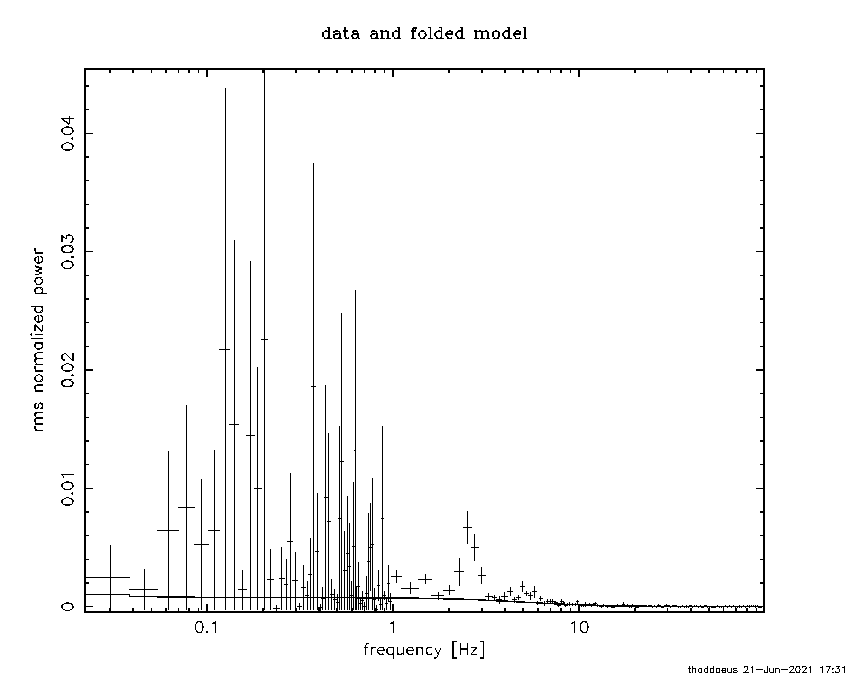 data and folded model
rms normalized power
0.04
0.03
0.02
0.01
0
0.1 1 10
frequency [Hz]
thaddaeus 21-Jun-2021 17:31